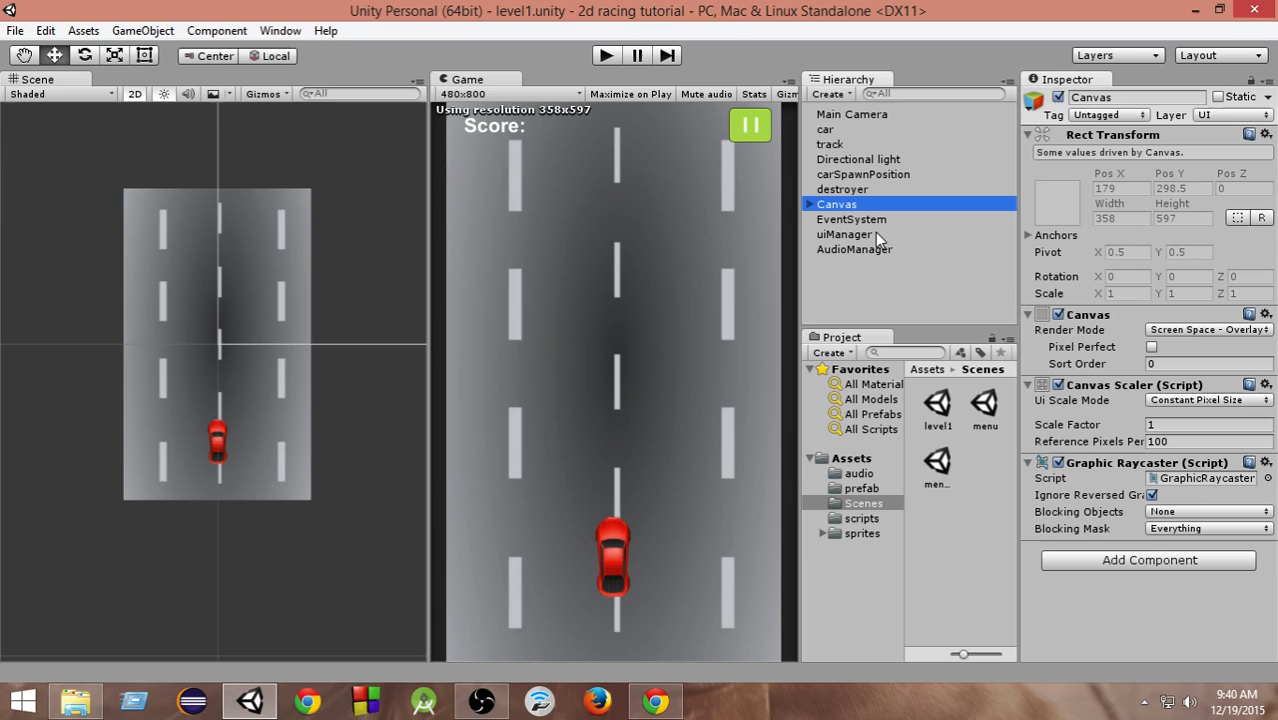 Unity Personal (64bit) - level1.unity - 2d racing tutorial - PC, Mac & Linux Standalone <DX11>
File Edit Assets GameObject Component Window Help
Center Local Layers Layout
Scene
Shaded 2D Gizmos All
Game
480x800 Maximize on Play Mute audio Stats Giz
Using resolution 358x597
Score:
Hierarchy
Create All
Main Camera
car
track
Directional light
carSpawnPosition
destroyer
Canvas
EventSystem
uiManager
AudioManager
Project
Create
Favorites
All Material
All Models
All Prefabs
All Scripts
Assets
audio
prefab
Scenes
scripts
sprites
Assets Scenes
level1 menu
men...
Inspector
Canvas Static
Tag Untagged Layer UI
Rect Transform
Some values driven by Canvas.
Pos X Pos Y Pos Z
179 298.5 0
Width Height
358 597 R
Anchors
Pivot X 0.5 Y 0.5
Rotation X 0 Y 0 Z 0
Scale X 1 Y 1 Z 1
Canvas
Render Mode Screen Space - Overlay
Pixel Perfect
Sort Order 0
Canvas Scaler (Script)
Ui Scale Mode Constant Pixel Size
Scale Factor 1
Reference Pixels Per 100
Graphic Raycaster (Script)
Script GraphicRaycaster
Ignore Reversed Gra
Blocking Objects None
Blocking Mask Everything
Add Component
9:40 AM
12/19/2015